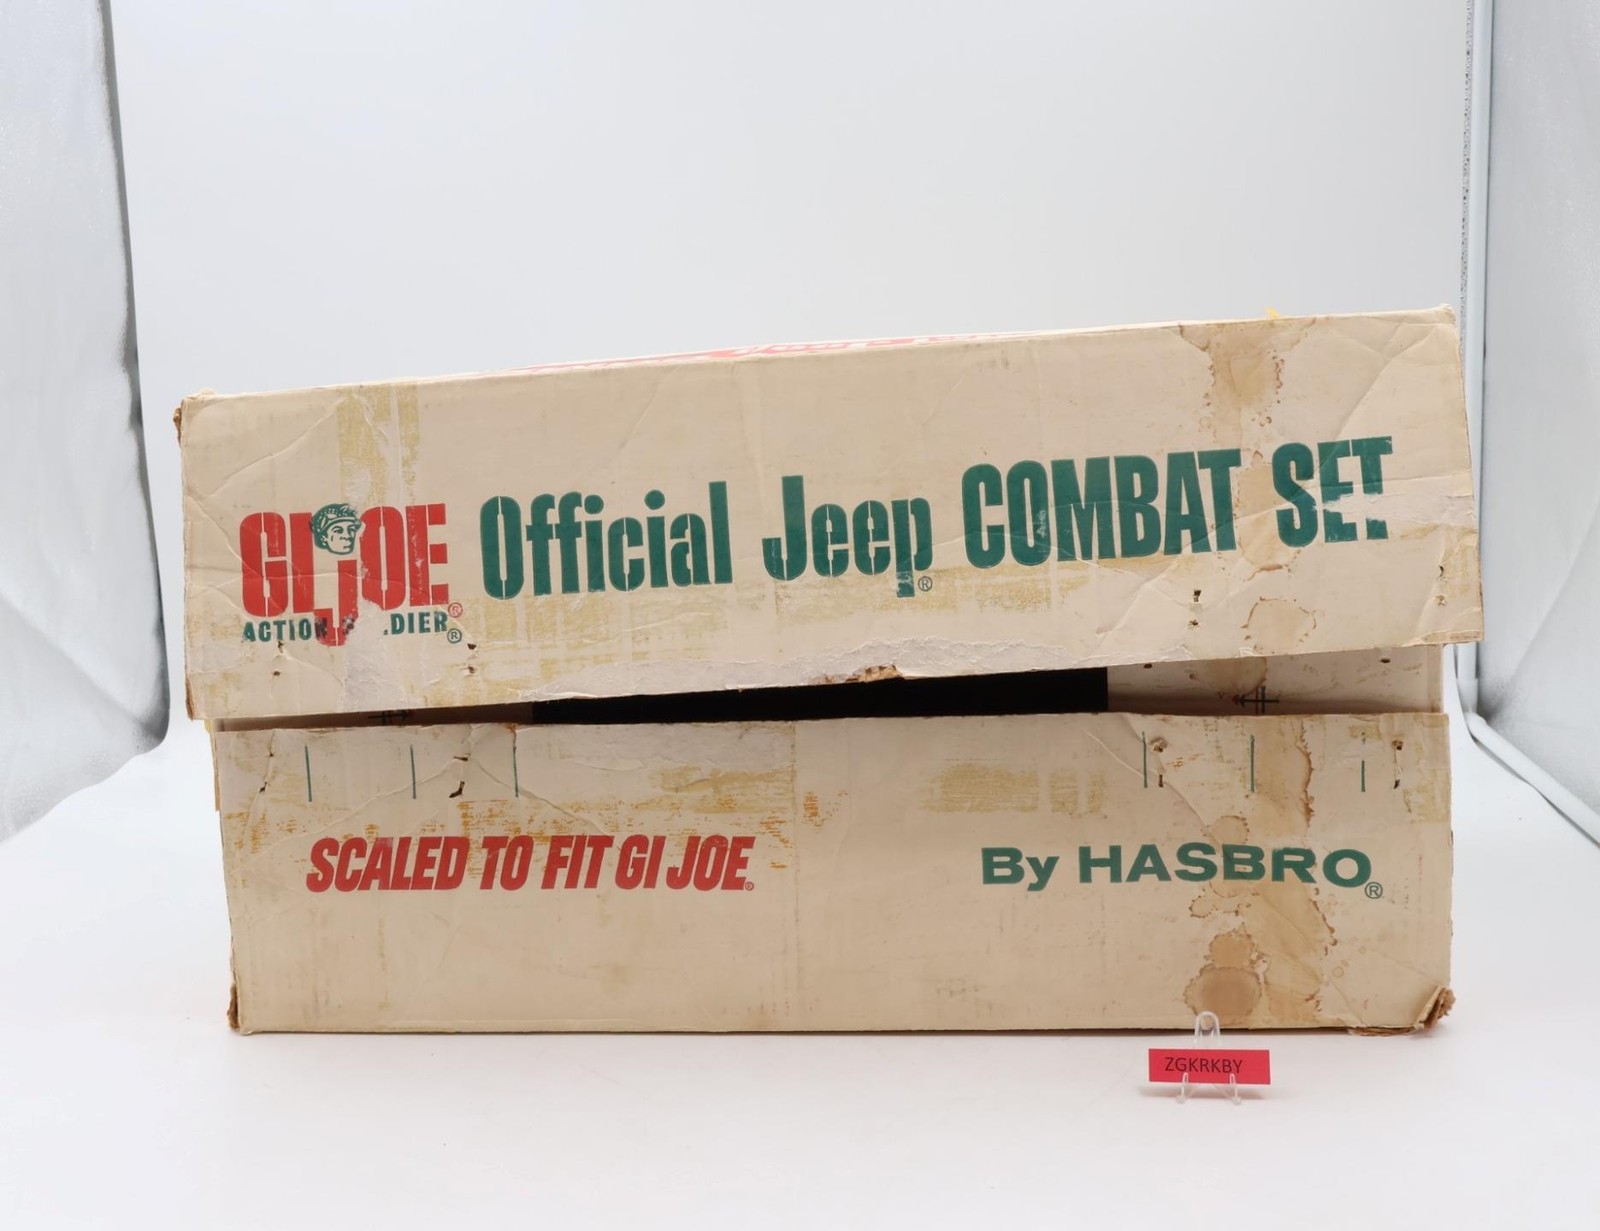 GI JOE Official Jeep® COMBAT SET
ACTION DIER®
SCALED TO FIT GI JOE®
By HASBRO®
ZGKRKBY